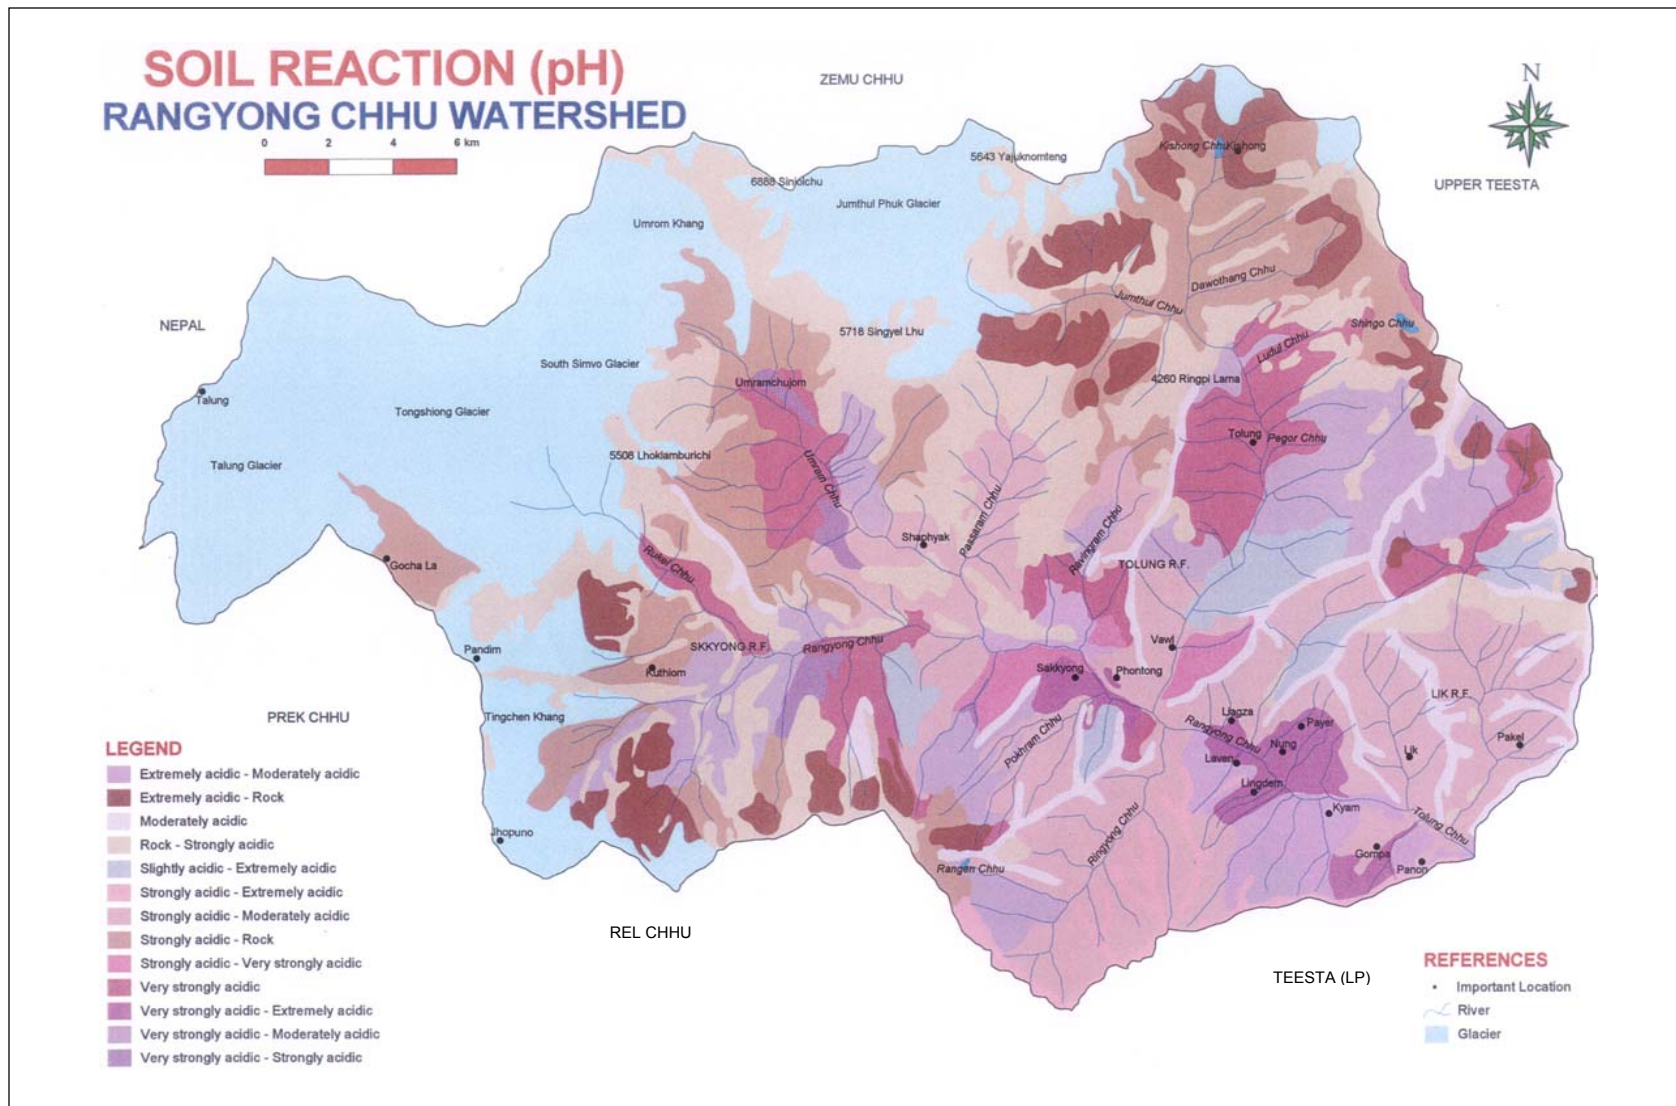 SOIL REACTION (pH)
RANGYONG CHHU WATERSHED
0 2 4 6 km
N
ZEMU CHHU
UPPER TEESTA
NEPAL
PREK CHHU
REL CHHU
TEESTA (LP)
Kishong Chhu
Kishong
5643 Yajuknomteng
6888 Siniolchu
Jumthul Phuk Glacier
Umrom Khang
Dawothang Chhu
Jumthul Chhu
Shingo Chhu
5718 Singyel Lhu
Ludul Chhu
South Simvo Glacier
4260 Ringpi Lama
Umramchujom
Talung
Tongshiong Glacier
Tolung
Pegor Chhu
5508 Lhoklamburichi
Talung Glacier
Umram Chhu
Passaram Chhu
Shaphyak
Ravingram Chhu
Gocha La
Rukel Chhu
TOLUNG R.F.
SKKYONG R.F.
Rangyong Chhu
Vawl
Pandim
Kuthiom
Sakkyong
Phontong
LIK R.F.
Tingchen Khang
Liagza
Rangyong Chhu
Payer
Pokhram Chhu
Nung
Lik
Pakel
Laven
Lingdem
Kyam
Jhopuno
Ringyong Chhu
Tolung Chhu
Gompa
Panon
Rangen Chhu
LEGEND
Extremely acidic - Moderately acidic
Extremely acidic - Rock
Moderately acidic
Rock - Strongly acidic
Slightly acidic - Extremely acidic
Strongly acidic - Extremely acidic
Strongly acidic - Moderately acidic
Strongly acidic - Rock
Strongly acidic - Very strongly acidic
Very strongly acidic
Very strongly acidic - Extremely acidic
Very strongly acidic - Moderately acidic
Very strongly acidic - Strongly acidic
REFERENCES
Important Location
River
Glacier